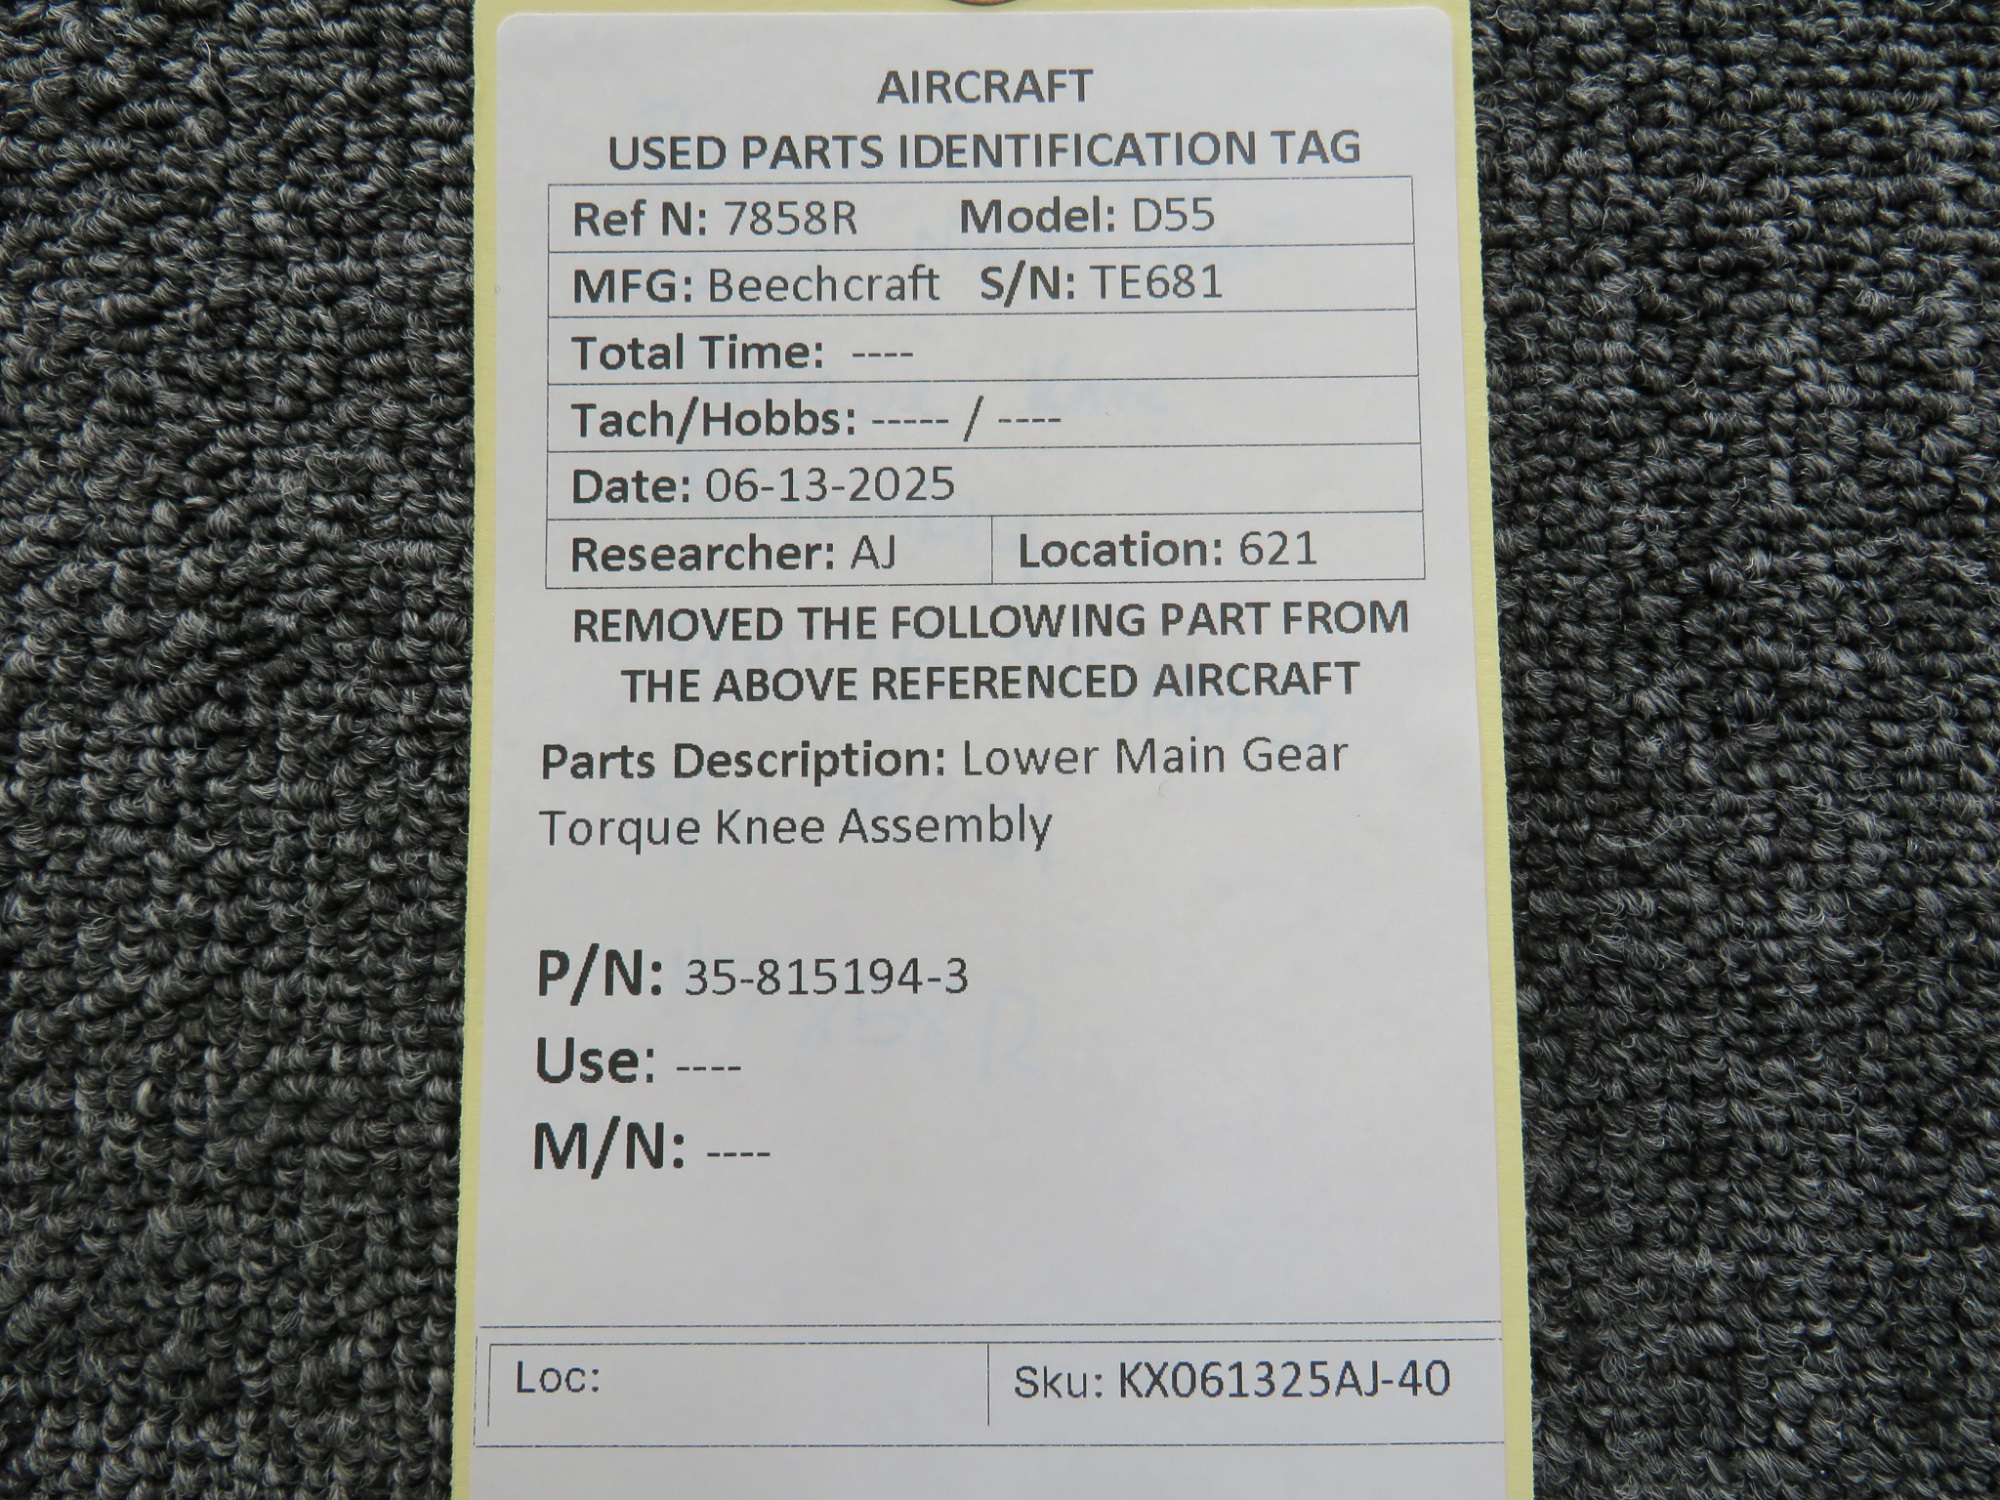 AIRCRAFT
USED PARTS IDENTIFICATION TAG
Ref N: 7858R Model: D55
MFG: Beechcraft S/N: TE681
Total Time: ----
Tach/Hobbs: ----- / ----
Date: 06-13-2025
Researcher: AJ Location: 621
REMOVED THE FOLLOWING PART FROM
THE ABOVE REFERENCED AIRCRAFT
Parts Description: Lower Main Gear
Torque Knee Assembly
P/N: 35-815194-3
Use: ----
M/N: ----
Loc: Sku: KX061325AJ-40